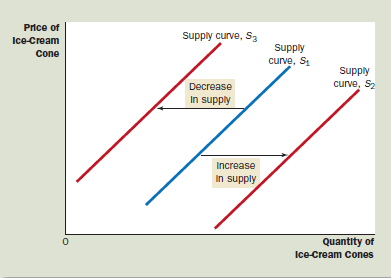 Price of
Ice-Cream
Cone
Supply curve, S3
Supply
curve, S1
Supply
curve, S2
Decrease
in supply
Increase
in supply
0
Quantity of
Ice-Cream Cones